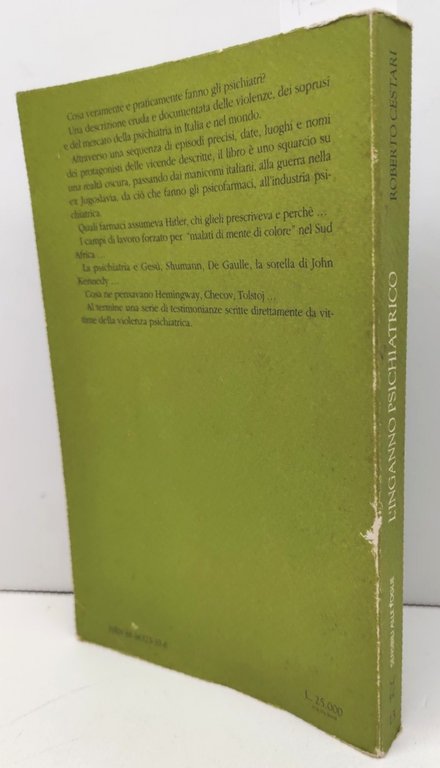 Cosa veramente e praticamente fanno gli psichiatri?
Una descrizione cruda e documentata delle violenze, dei soprusi
e del mercato della psichiatria in Italia e nel mondo.
Attraverso una sequenza di episodi precisi, date, luoghi e nomi
dei protagonisti delle vicende descritte, il libro è uno squarcio su
una realtà oscura, passando dai manicomi italiani, alla guerra nella
ex Jugoslavia, da ciò che fanno gli psicofarmaci, all'industria psi-
chiatrica.
Quali farmaci assumeva Hitler, chi glieli prescriveva e perchè ...
I campi di lavoro forzato per "malati di mente di colore" nel Sud
Africa ...
La psichiatria e Gesù, Shumann, De Gaulle, la sorella di John
Kennedy ...
Cosa ne pensavano Hemingway, Checov, Tolstoj ...
Al termine una serie di testimonianze scritte direttamente da vit-
time della violenza psichiatrica.
ISBN 88-
L. 25.000
ROBERTO CESTARI
L'INGANNO PSICHIATRICO
SENSIBILI ALLE FOGLIE